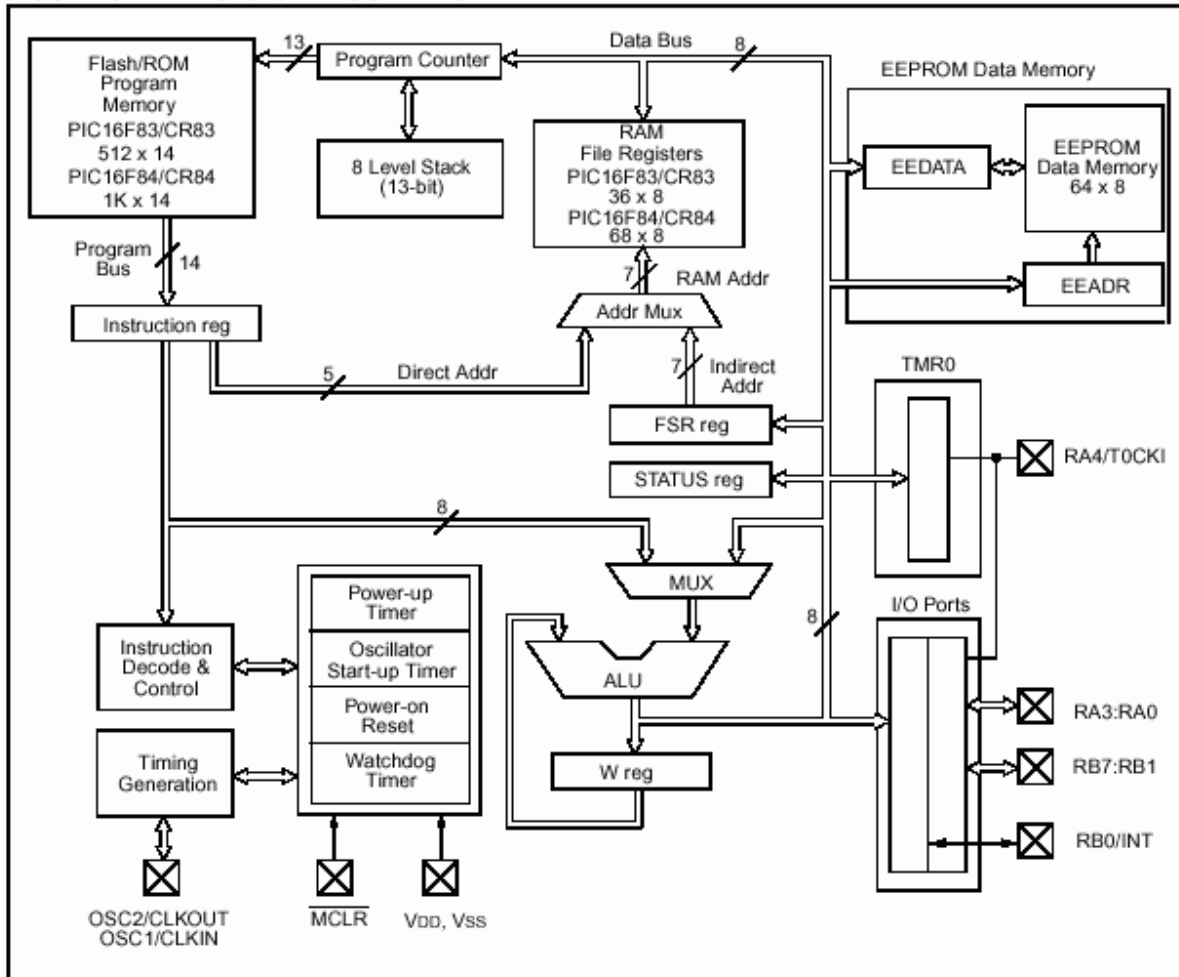 13
Data Bus
8
Flash/ROM
Program
Memory
PIC16F83/CR83
512 x 14
PIC16F84/CR84
1K x 14
Program Counter
8 Level Stack
(13-bit)
RAM
File Registers
PIC16F83/CR83
36 x 8
PIC16F84/CR84
68 x 8
EEPROM Data Memory
EEDATA
EEPROM
Data Memory
64 x 8
EEADR
Program
Bus
14
7
RAM Addr
Addr Mux
Instruction reg
5
Direct Addr
7
Indirect
Addr
FSR reg
STATUS reg
TMR0
RA4/T0CKI
8
MUX
8
I/O Ports
Power-up
Timer
Oscillator
Start-up Timer
Power-on
Reset
Watchdog
Timer
Instruction
Decode &
Control
Timing
Generation
ALU
W reg
RA3:RA0
RB7:RB1
RB0/INT
OSC2/CLKOUT
OSC1/CLKIN
MCLR
VDD, VSS